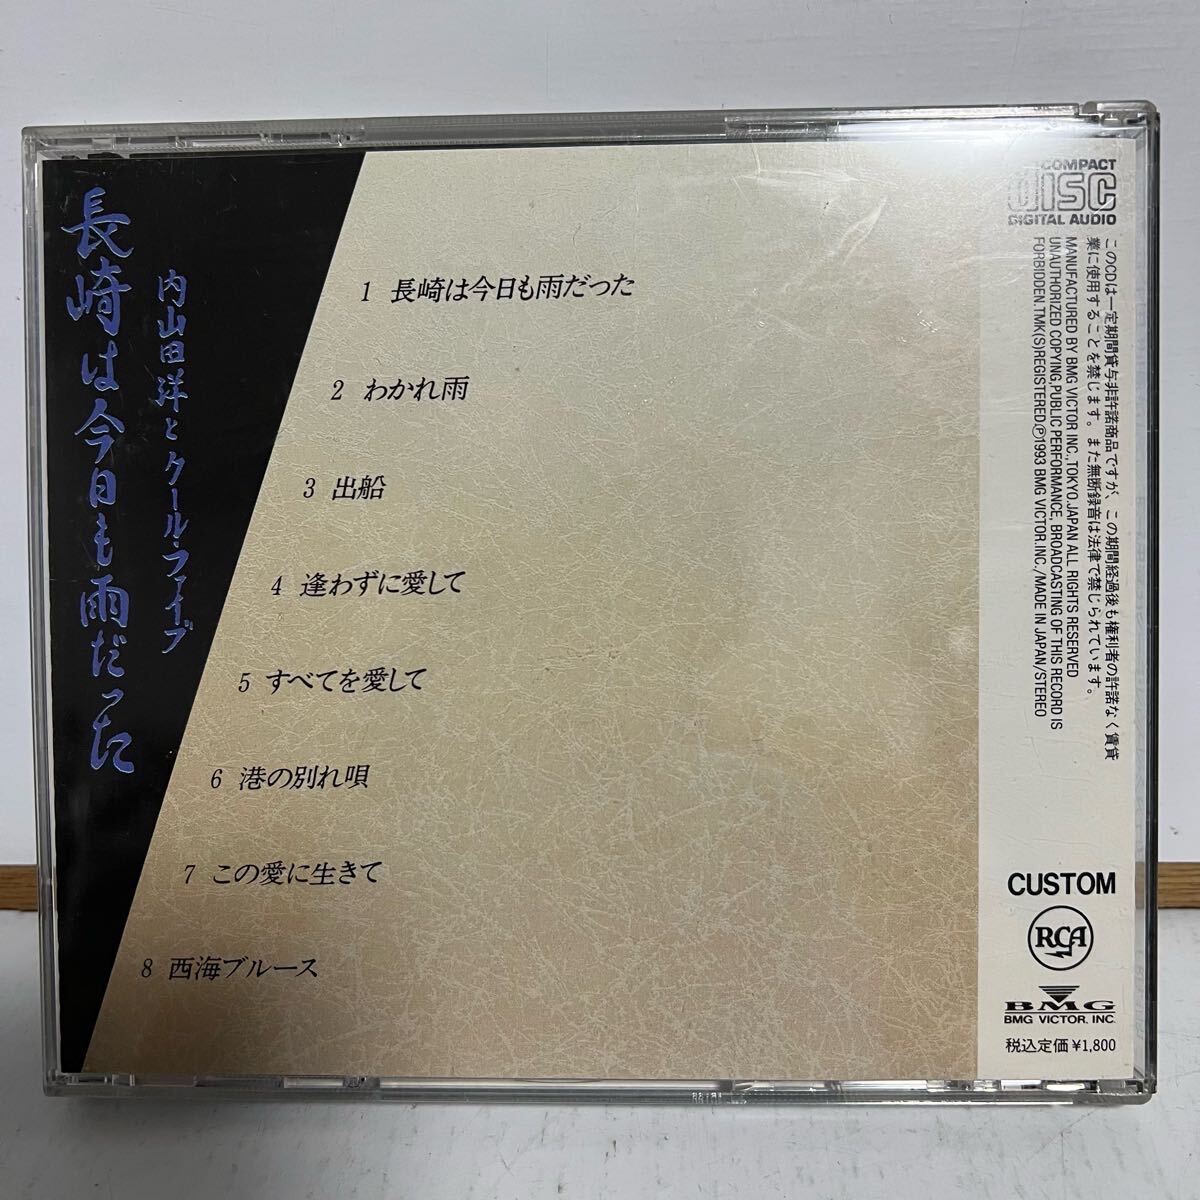 長崎は今日も雨だった
内山田洋とクール・ファイブ
1 長崎は今日も雨だった
2 わかれ雨
3 出船
4 逢わずに愛して
5 すべてを愛して
6 港の別れ唄
7 この愛に生きて
8 西海ブルース
COMPACT
DISC
DIGITAL AUDIO
このCDは一定期間貸与非許諾商品ですが、この期間経過後も権利者の許諾なく賃貸
業に使用することを禁じます。また無断録音は法律で禁じられています。
MANUFACTURED BY BMG VICTOR INC.,TOKYO.JAPAN ALL RIGHTS RESERVED
UNAUTHORIZED COPYING,PUBLIC PERFORMANCE, BROADCASTING OF THIS RECORD IS
FORBIDDEN.TMK(S)REGISTERED.Ⓟ1993 BMG VICTOR.INC./MADE IN JAPAN/STEREO
CUSTOM
RCA
BMG
BMG VICTOR, INC.
税込定価¥1,800